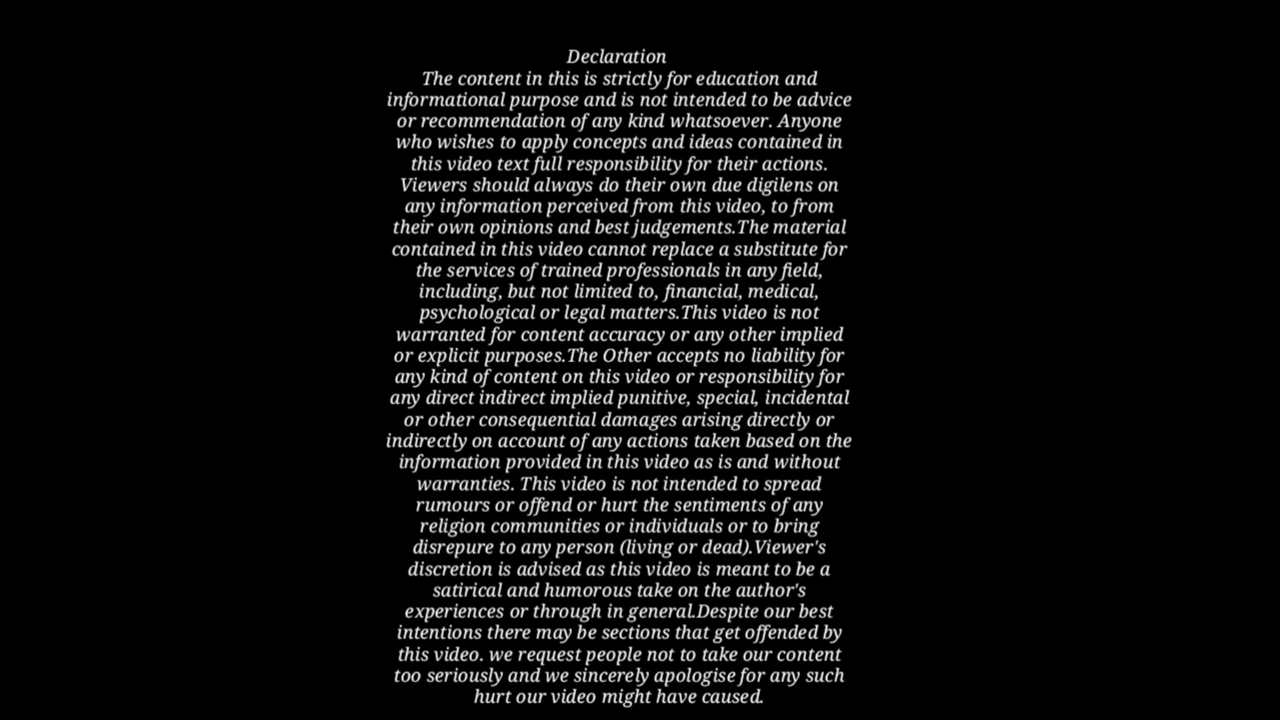 Declaration
The content in this is strictly for education and
informational purpose and is not intended to be advice
or recommendation of any kind whatsoever. Anyone
who wishes to apply concepts and ideas contained in
this video text full responsibility for their actions.
Viewers should always do their own due digilens on
any information perceived from this video, to from
their own opinions and best judgements.The material
contained in this video cannot replace a substitute for
the services of trained professionals in any field,
including, but not limited to, financial, medical,
psychological or legal matters.This video is not
warranted for content accuracy or any other implied
or explicit purposes.The Other accepts no liability for
any kind of content on this video or responsibility for
any direct indirect implied punitive, special, incidental
or other consequential damages arising directly or
indirectly on account of any actions taken based on the
information provided in this video as is and without
warranties. This video is not intended to spread
rumours or offend or hurt the sentiments of any
religion communities or individuals or to bring
disrepure to any person (living or dead).Viewer's
discretion is advised as this video is meant to be a
satirical and humorous take on the author's
experiences or through in general.Despite our best
intentions there may be sections that get offended by
this video. we request people not to take our content
too seriously and we sincerely apologise for any such
hurt our video might have caused.